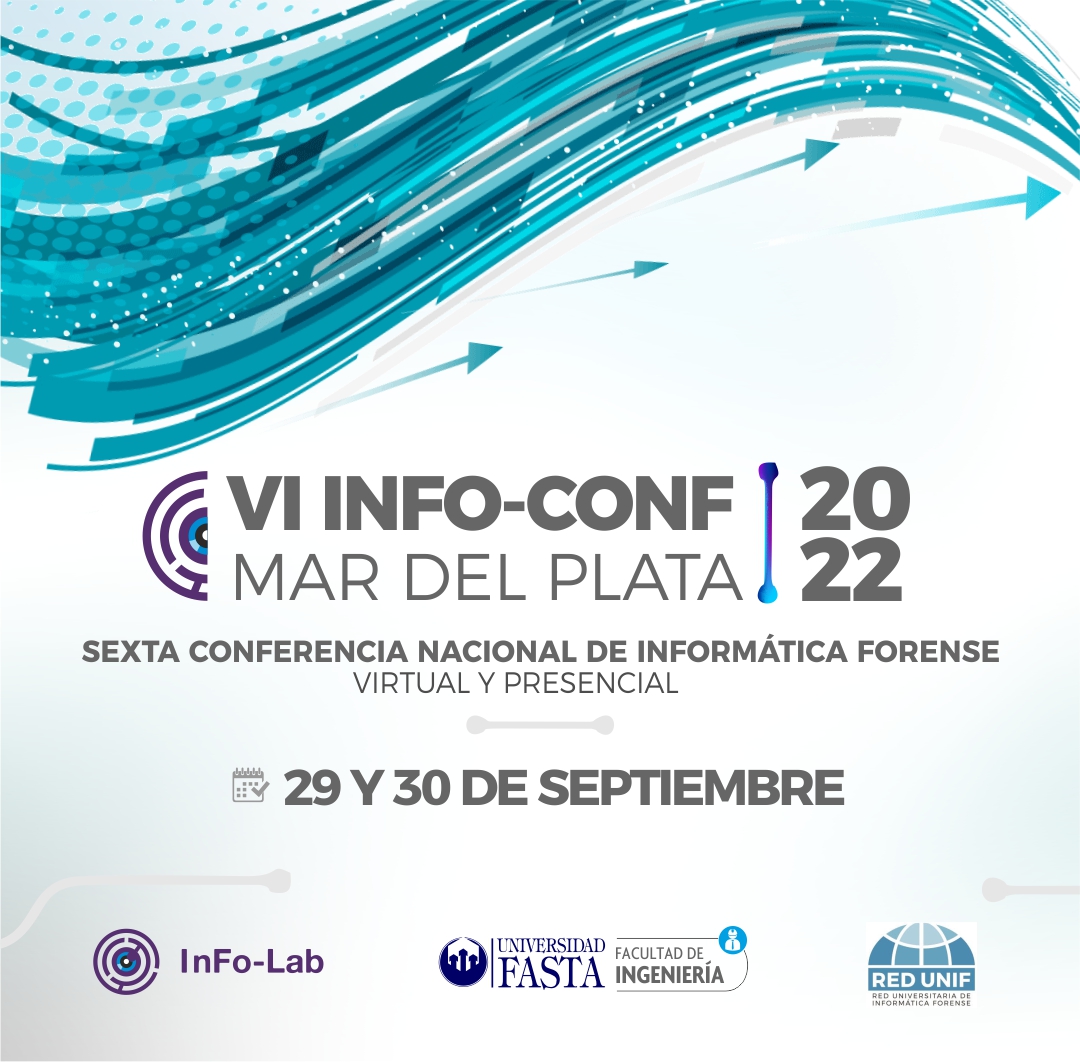 VI INFO-CONF
MAR DEL PLATA
20
22
SEXTA CONFERENCIA NACIONAL DE INFORMÁTICA FORENSE
VIRTUAL Y PRESENCIAL
29 Y 30 DE SEPTIEMBRE
InFo-Lab
UNIVERSIDAD
FASTA
FACULTAD DE
INGENIERÍA
RED UNIF
RED UNIVERSITARIA DE
INFORMÁTICA FORENSE